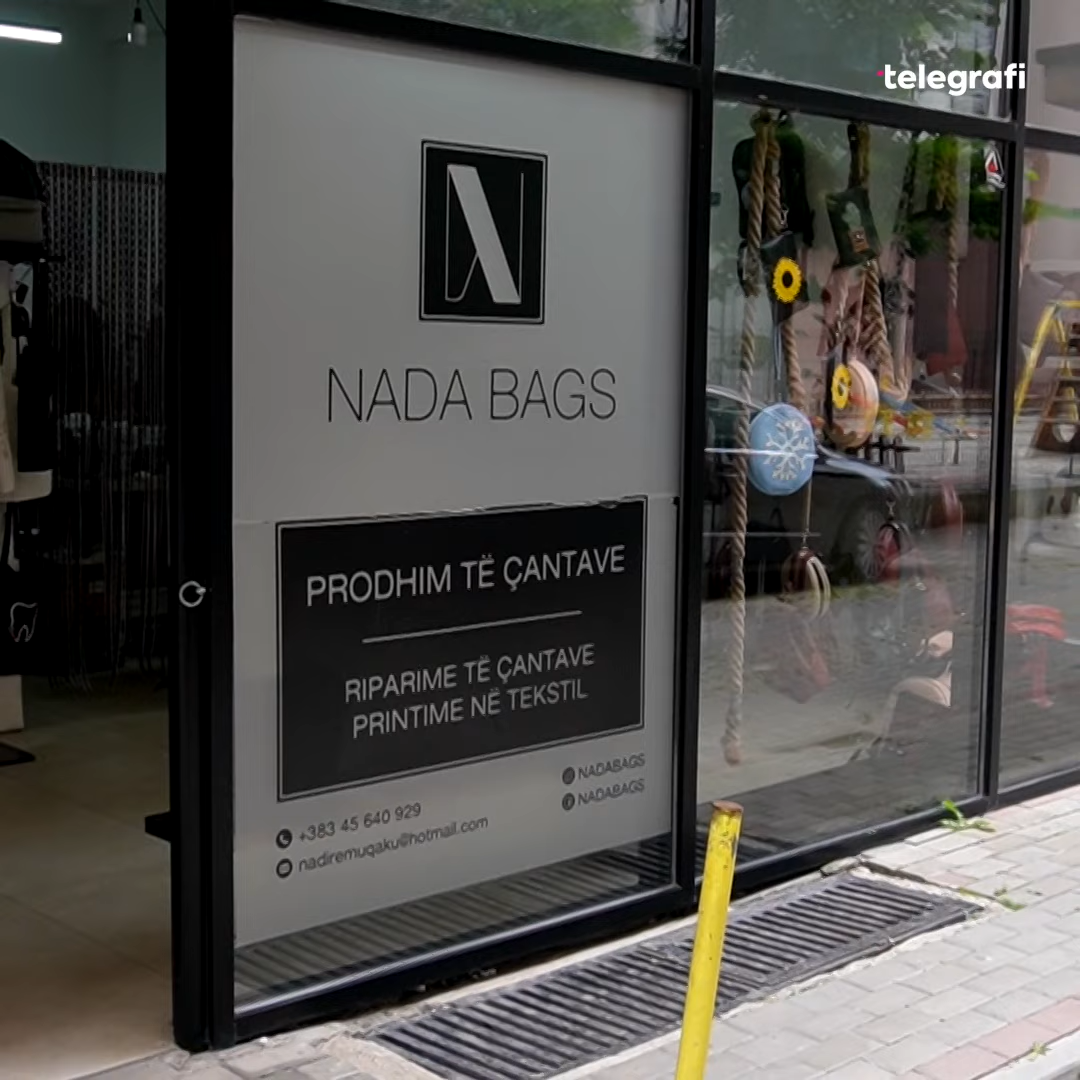 telegrafi
NADA BAGS
PRODHIM TË ÇANTAVE
RIPARIME TË ÇANTAVE
PRINTIME NË TEKSTIL
NADABAGS
NADABAGS
+383 45 640 929
nadiremuqaku@hotmail.com